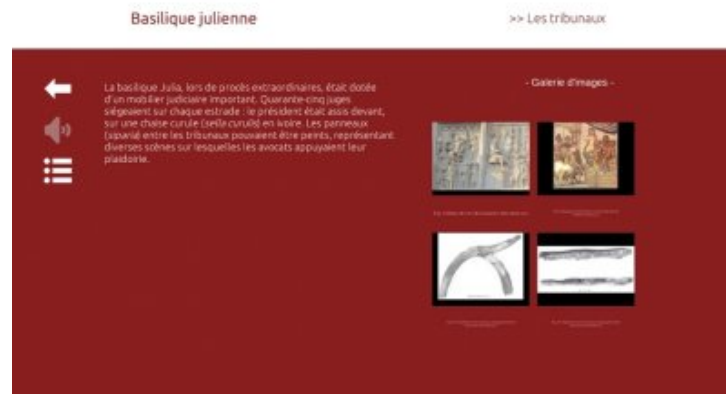 Basilique julienne
>> Les tribunaux
La basilique Julia, lors de procès extraordinaires, était dotée
d'un mobilier judiciaire important. Quarante-cinq juges
siégeaient sur chaque estrade : le président était assis devant,
sur une chaise curule (sella curulis) en ivoire. Les panneaux
(siparia) entre les tribunaux pouvaient être peints, représentant
diverses scènes sur lesquelles les avocats appuyaient leur
plaidoirie.
- Galerie d'images -